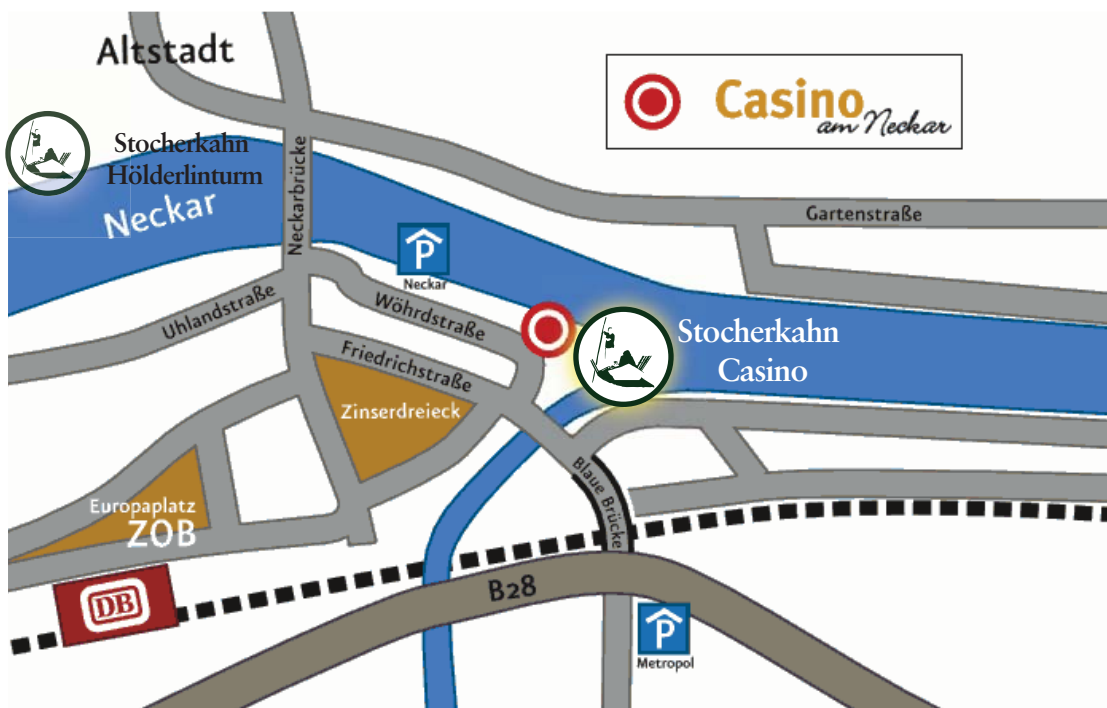 Altstadt
Casino
am Neckar
Stocherkahn
Hölderlinturm
Neckar
Neckarbrücke
Gartenstraße
P
Neckar
Uhlandstraße
Wöhrdstraße
Stocherkahn
Casino
Friedrichstraße
Zinserdreieck
Blaue Brücke
Europaplatz
ZOB
DB
B28
P
Metropol